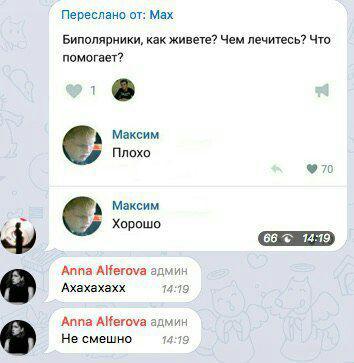 Переслано от: Max
Биполярники, как живете? Чем лечитесь? Что
помогает?
1
Максим
Плохо
70
Максим
Хорошо
66 14:19
Anna Alferova админ
Ахахахахх 14:19
Anna Alferova админ
Не смешно 14:19